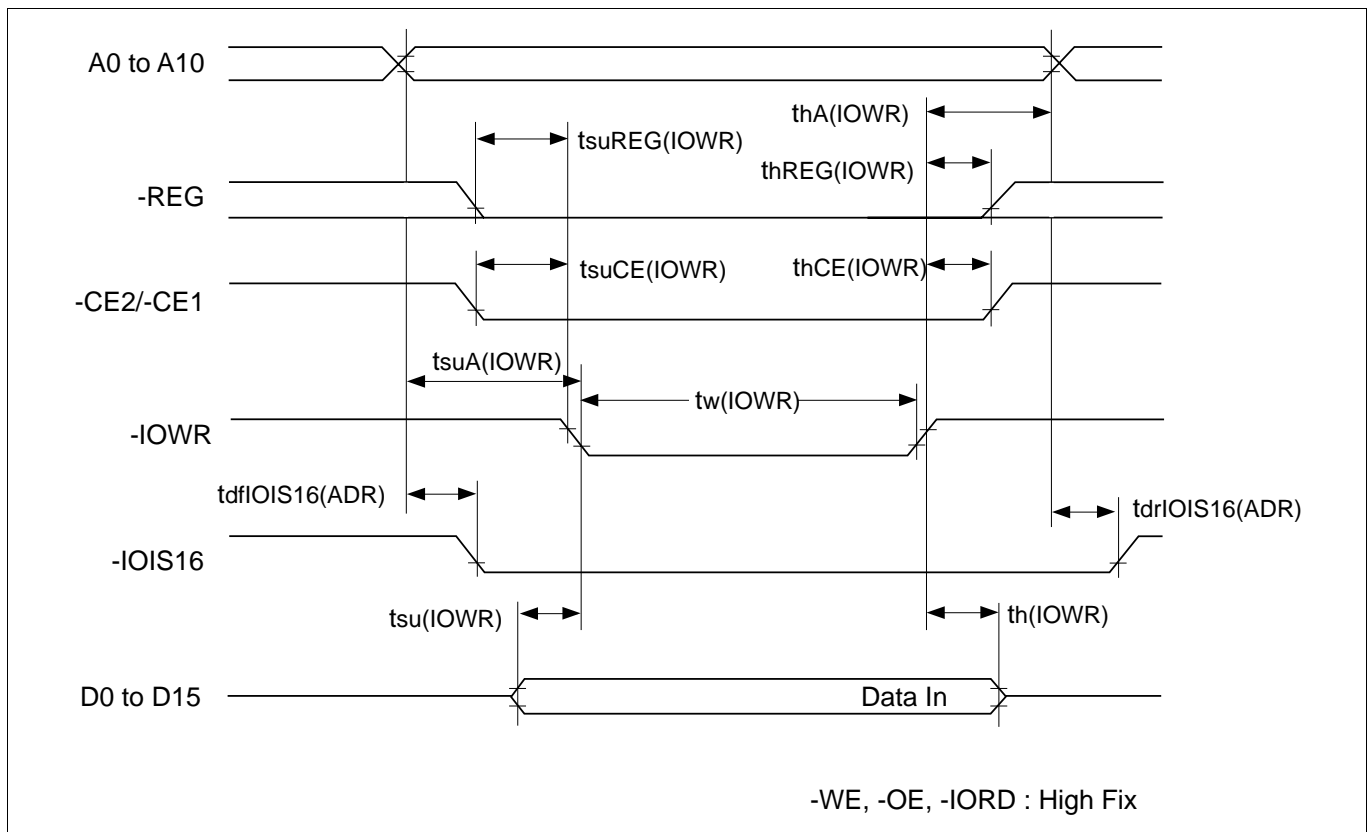 A0 to A10
thA(IOWR)
tsuREG(IOWR)
thREG(IOWR)
-REG
tsuCE(IOWR)
thCE(IOWR)
-CE2/-CE1
tsuA(IOWR)
tw(IOWR)
-IOWR
tdfIOIS16(ADR)
tdrIOIS16(ADR)
-IOIS16
tsu(IOWR)
th(IOWR)
D0 to D15
Data In
-WE, -OE, -IORD : High Fix